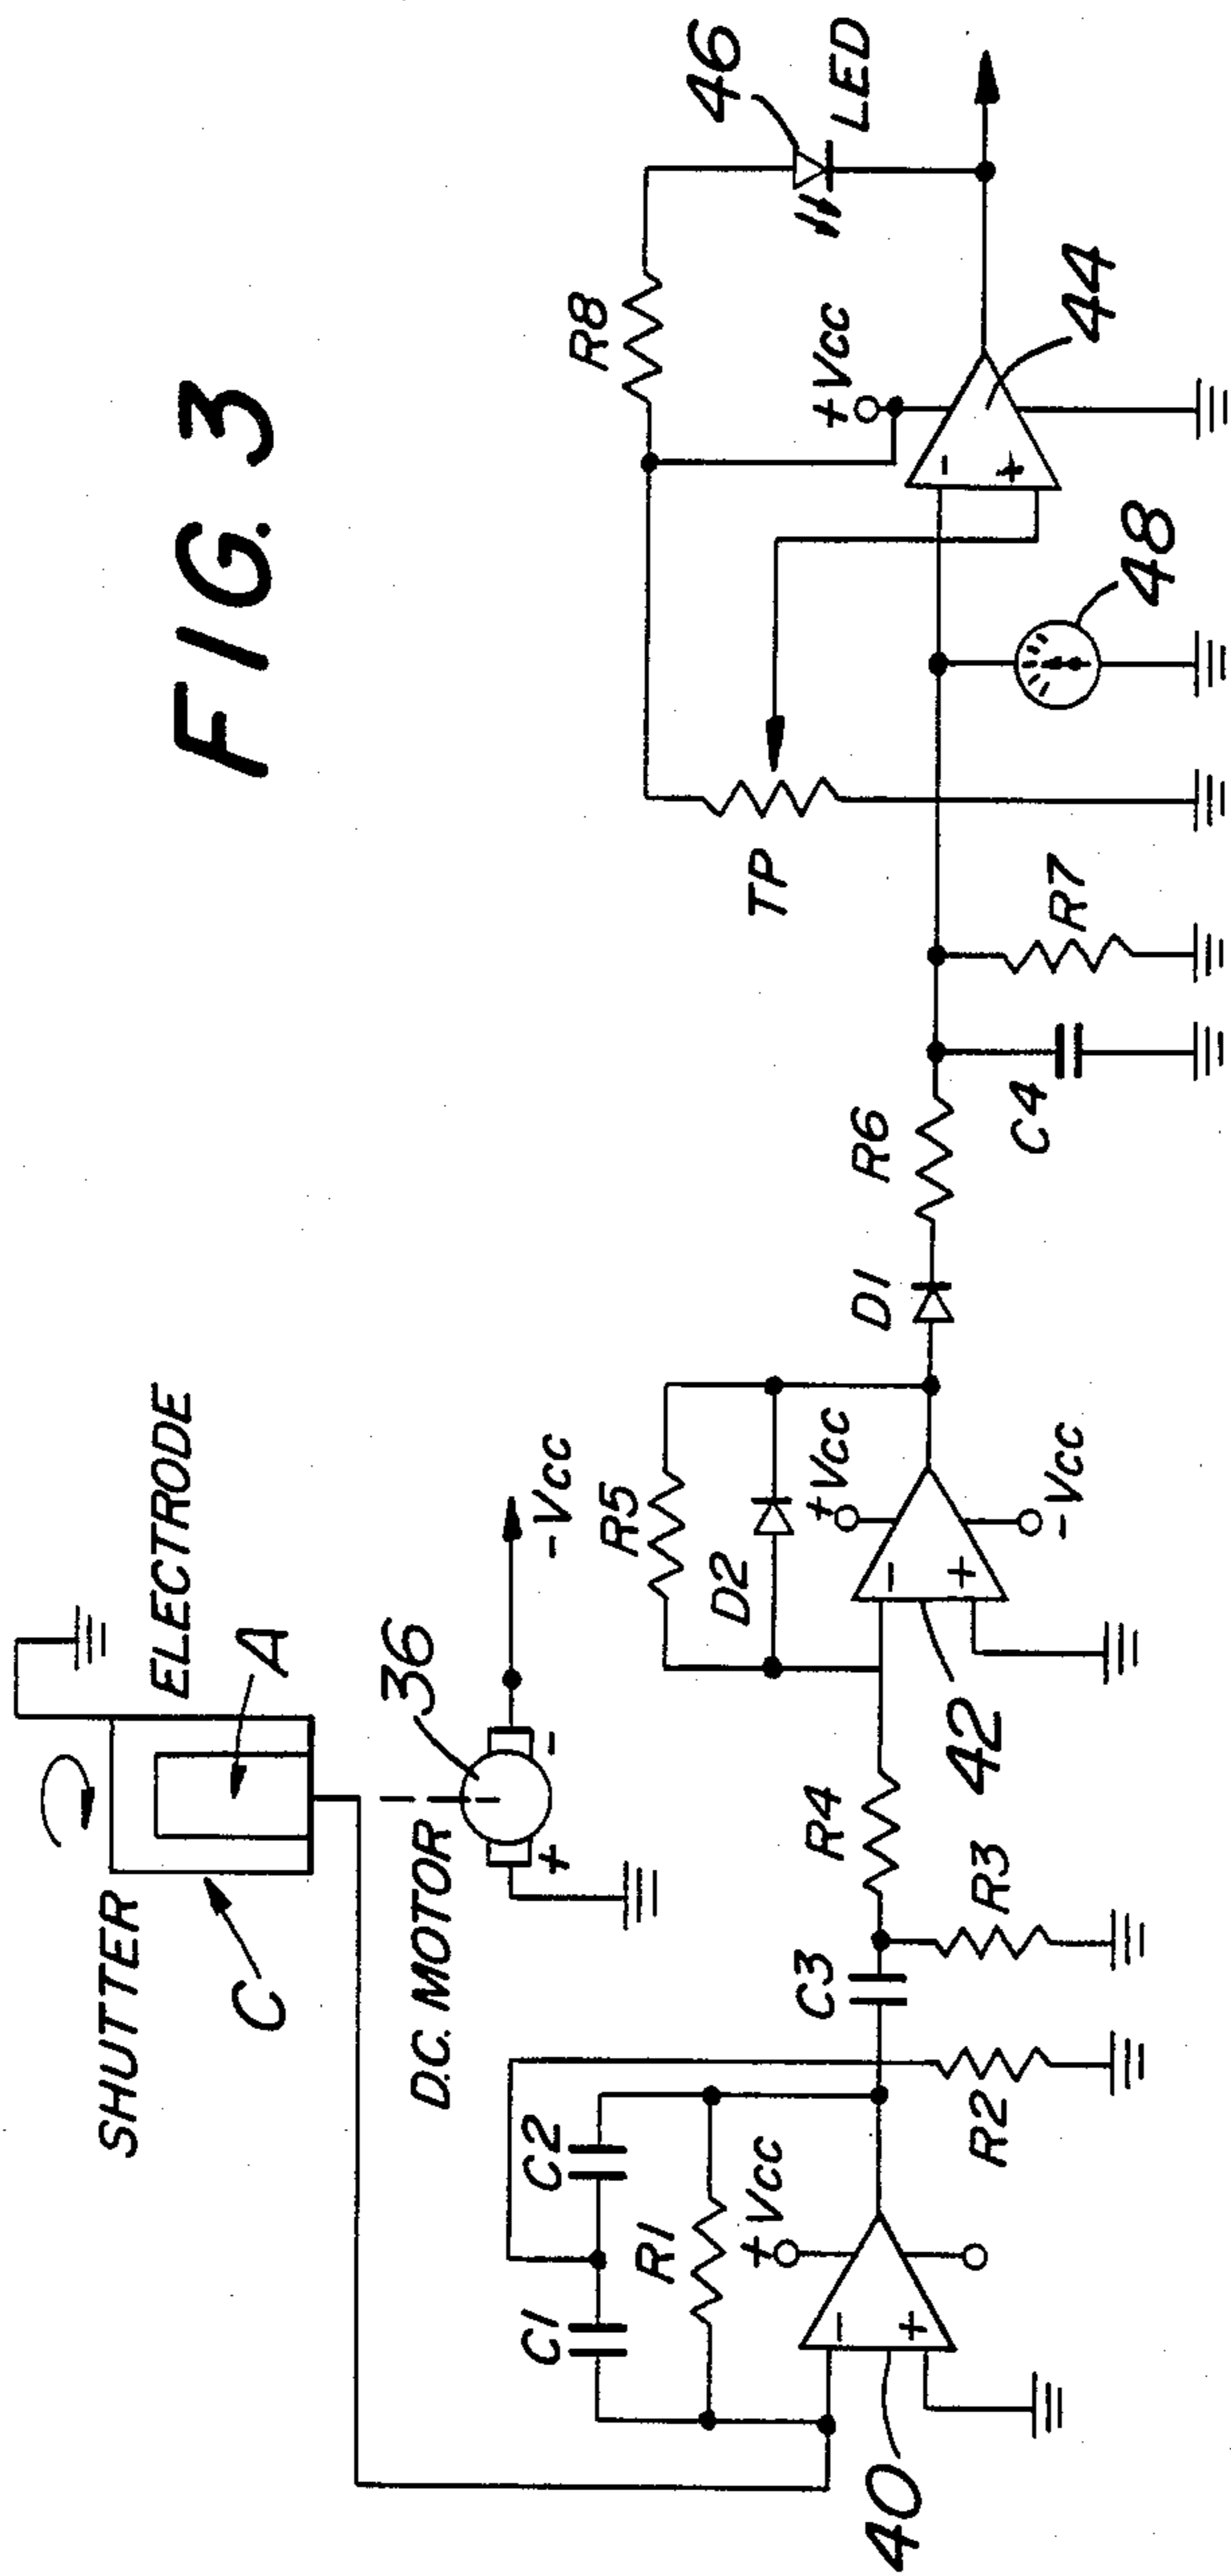 FIG. 3
SHUTTER
C
ELECTRODE
A
D.C. MOTOR
36
+
-
-Vcc
C1
C2
R1
+Vcc
-
+
40
R2
C3
R3
R4
R5
D2
+Vcc
-
+
-Vcc
42
D1
R6
C4
R7
TP
48
R8
+Vcc
-
+
44
46
LED